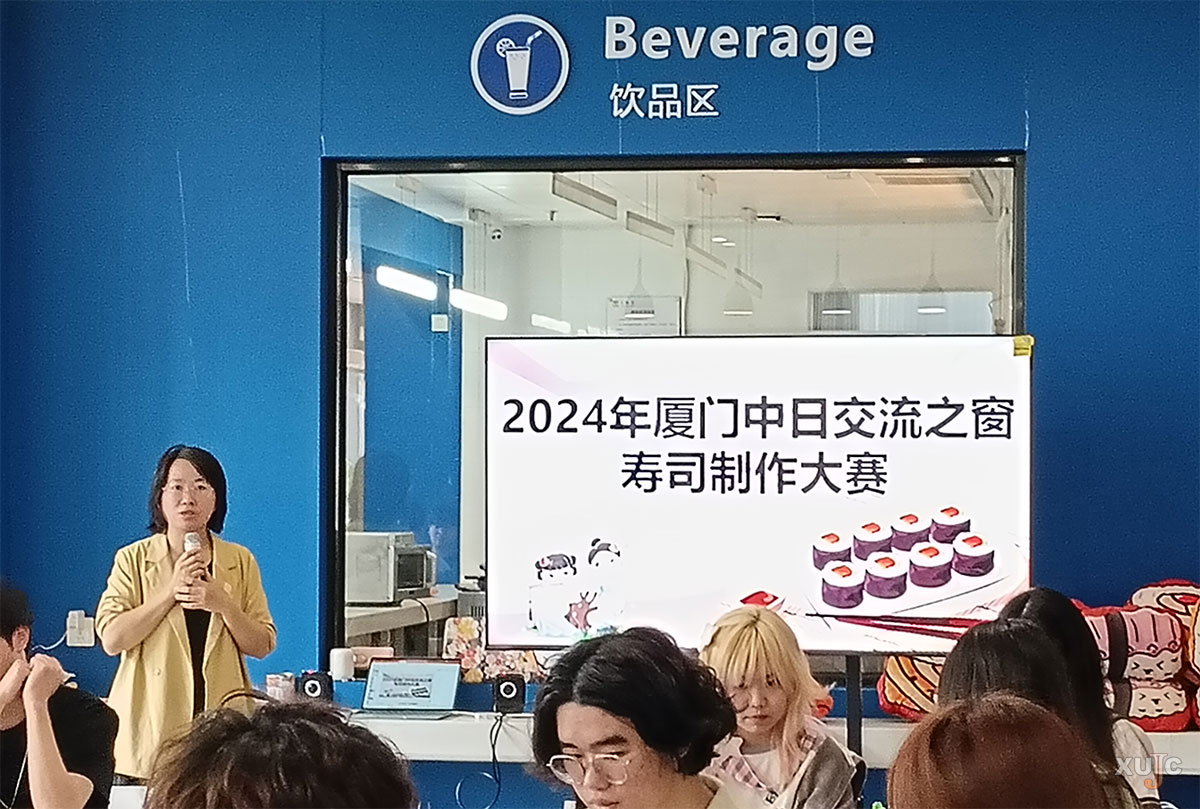 Beverage
饮品区
2024年厦门中日交流之窗
寿司制作大赛
xutc